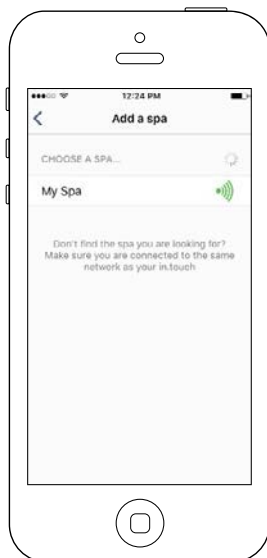 12:24 PM
Add a spa
CHOOSE A SPA...
My Spa
Don't find the spa you are looking for?
Make sure you are connected to the same
network as your in.touch